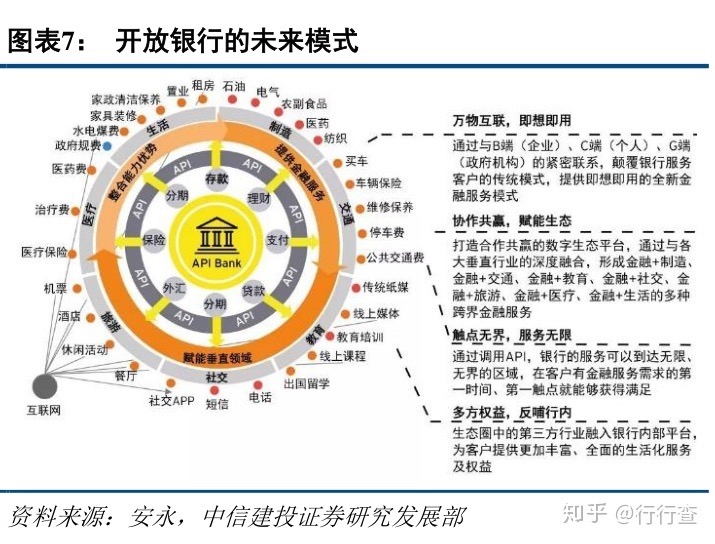 图表7： 开放银行的未来模式
租房
石油
置业
电气
家政清洁保养
农副食品
家具装修
医药
水电煤费
纺织
政府规费
医药费
治疗费
医疗保险
机票
酒店
休闲活动
餐厅
互联网
社交APP
短信
电话
出国留学
线上课程
教育培训
线上媒体
传统纸媒
公共交通费
停车费
维修保养
车辆保险
买车
生活
制造
交通
教育
社交
旅游
医疗
整合能力优势
提供金融服务
赋能垂直领域
API
API
API
API
API
API
API
API
存款
理财
支付
贷款
分期
外汇
保险
分期
API Bank
万物互联，即想即用
通过与B端（企业）、C端（个人）、G端
（政府机构）的紧密联系，颠覆银行服务
客户的传统模式，提供即想即用的全新金
融服务模式
协作共赢，赋能生态
打造合作共赢的数字生态平台，通过与各
大垂直行业的深度融合，形成金融+制造、
金融+交通、金融+教育、金融+社交、金
融+旅游、金融+医疗、金融+生活的多种
跨界金融服务
触点无界，服务无限
通过调用API，银行的服务可以到达无限、
无界的区域，在客户有金融服务需求的第
一时间、第一触点就能够获得满足
多方权益，反哺行内
生态圈中的第三方行业融入银行内部平台，
为客户提供更加丰富、全面的生活化服务
及权益
资料来源：安永，中信建投证券研究发展部
知乎 @行行查